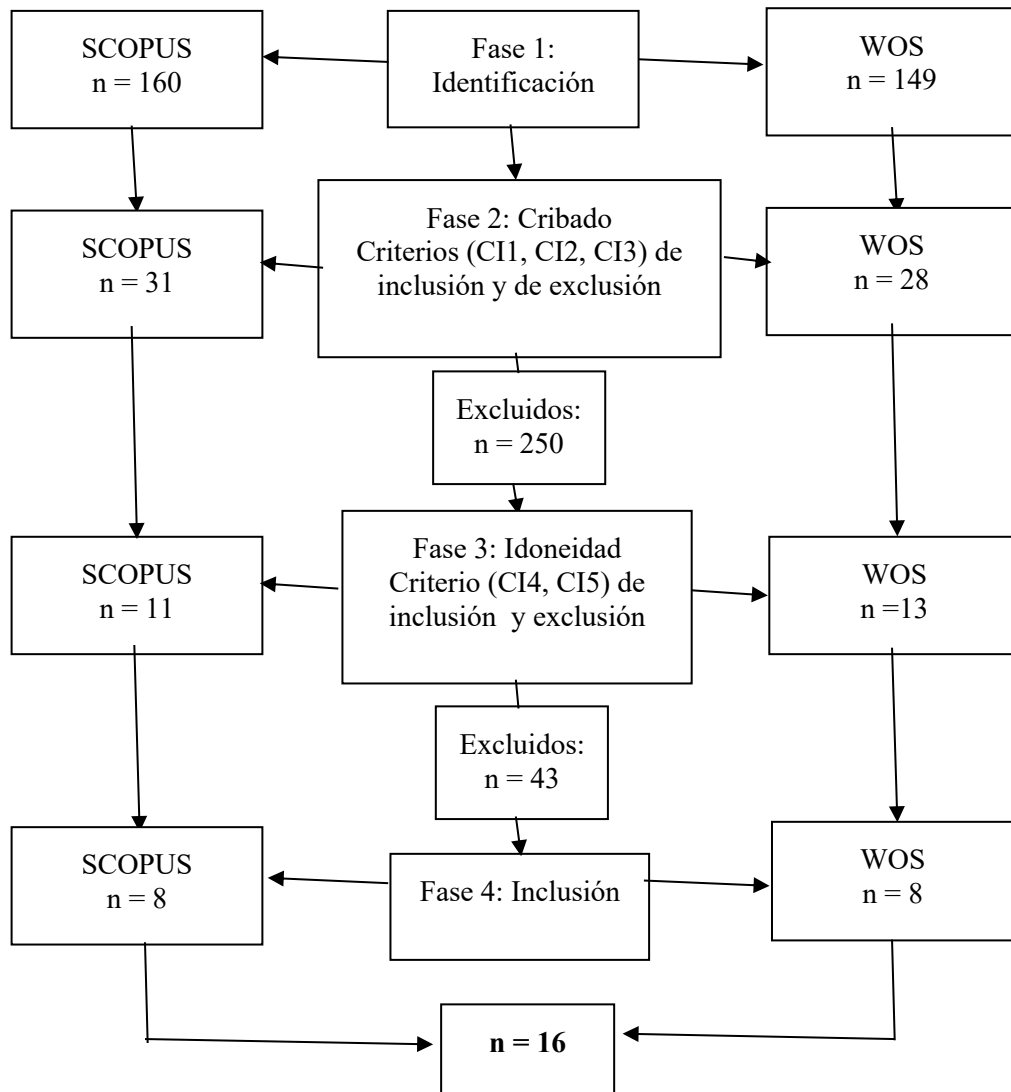 SCOPUS
n = 160
Fase 1:
Identificación
WOS
n = 149
SCOPUS
n = 31
Fase 2: Cribado
Criterios (CI1, CI2, CI3) de
inclusión y de exclusión
WOS
n = 28
Excluidos:
n = 250
SCOPUS
n = 11
Fase 3: Idoneidad
Criterio (CI4, CI5) de
inclusión y exclusión
WOS
n =13
Excluidos:
n = 43
SCOPUS
n = 8
Fase 4: Inclusión
WOS
n = 8
n = 16